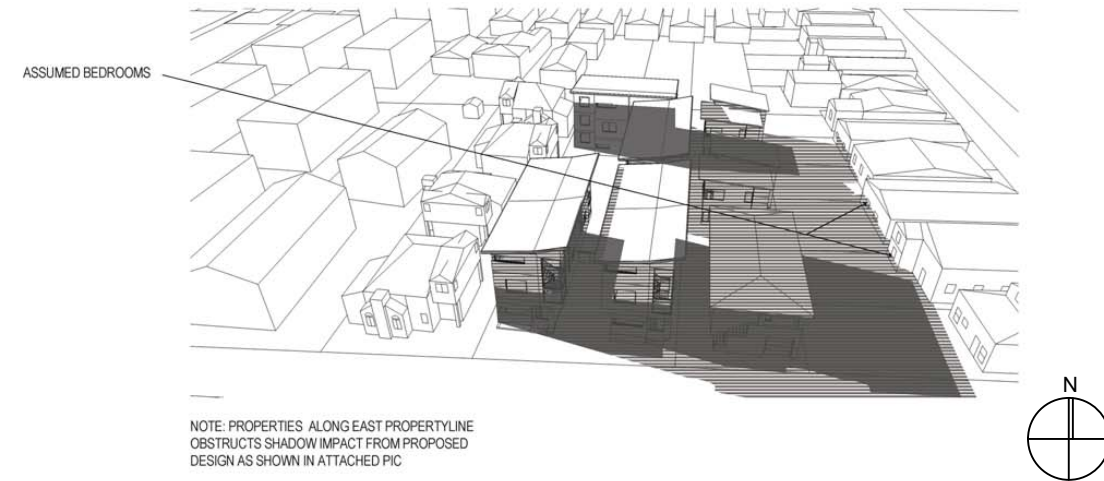 ASSUMED BEDROOMS
N
NOTE: PROPERTIES ALONG EAST PROPERTYLINE
OBSTRUCTS SHADOW IMPACT FROM PROPOSED
DESIGN AS SHOWN IN ATTACHED PIC